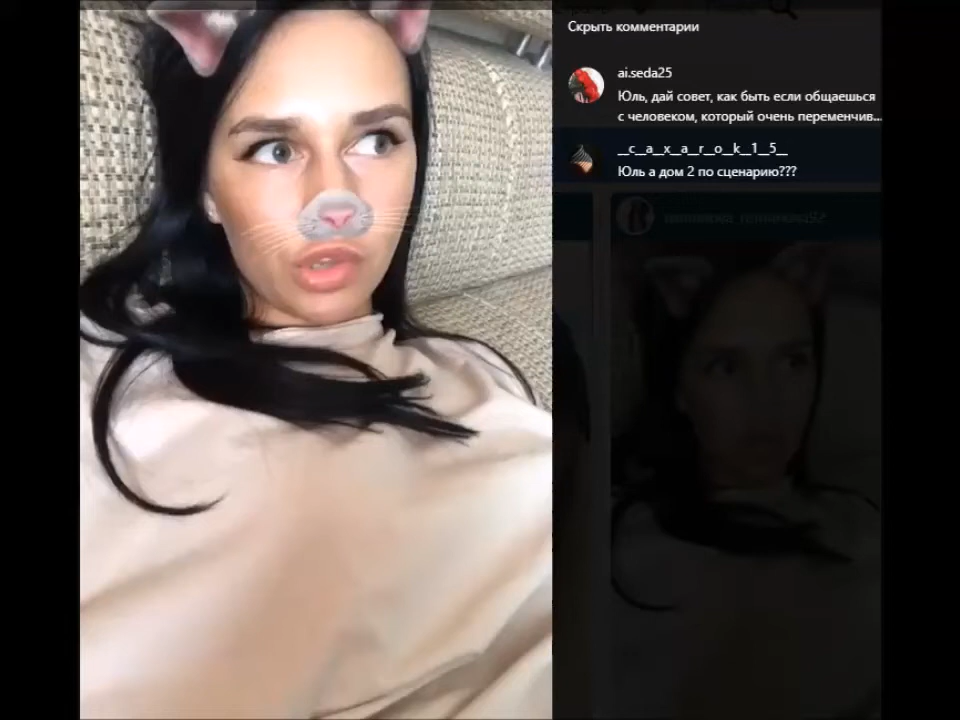 Скрыть комментарии
ai.seda25
Юль, дай совет, как быть если общаешься
с человеком, который очень переменчив...
__c__a__x__a__r__o__k__1__5__
Юль а дом 2 по сценарию???